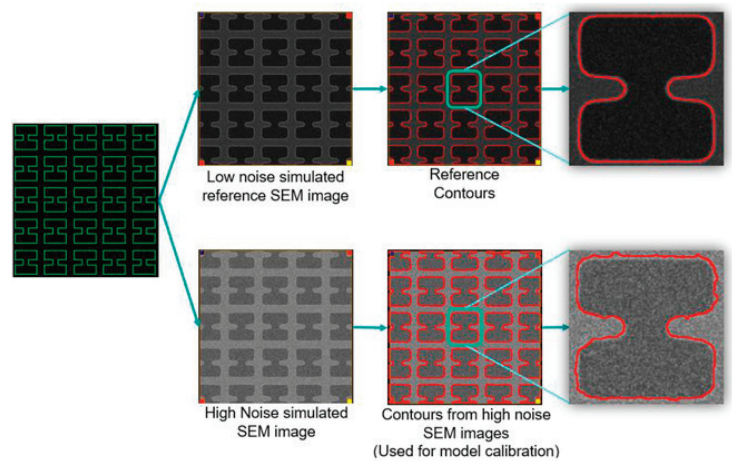 Low noise simulated
reference SEM image
Reference
Contours
High Noise simulated
SEM image
Contours from high noise
SEM images
(Used for model calibration)